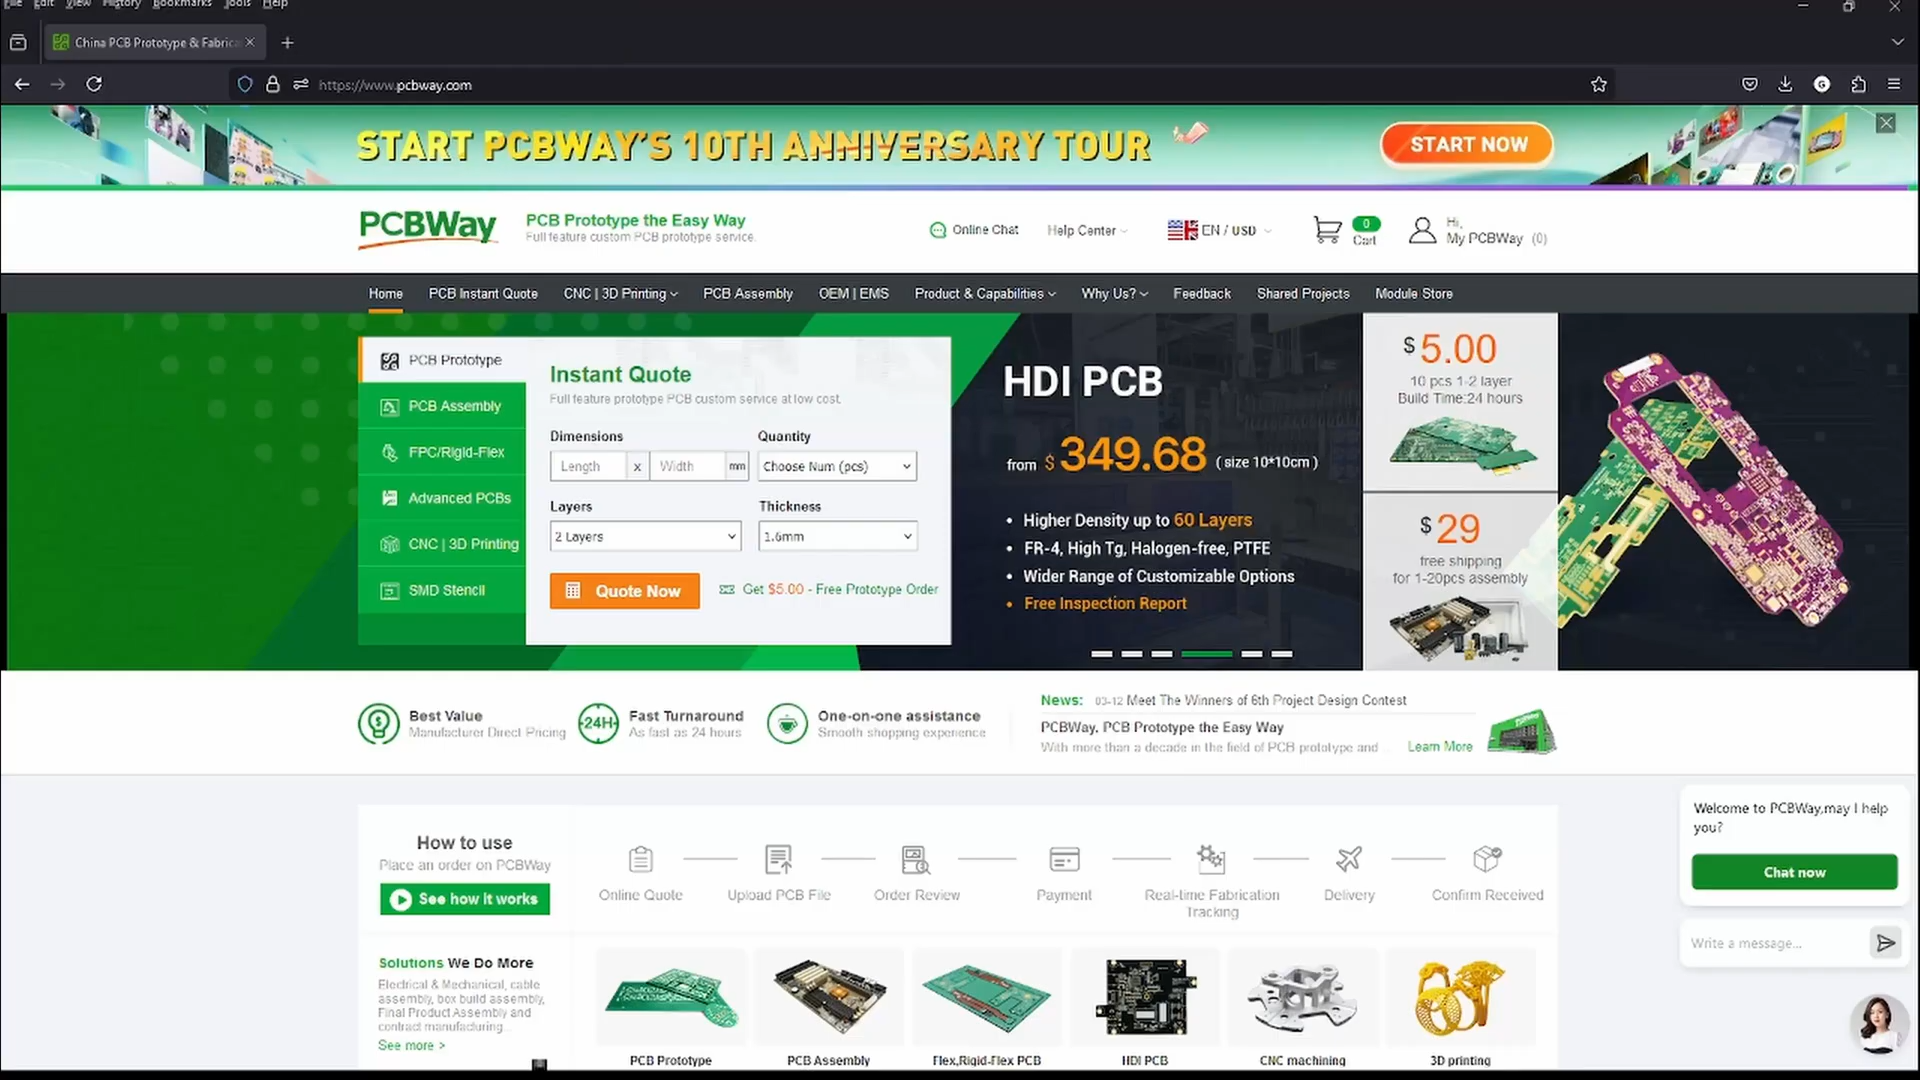 File Edit View History Bookmarks Tools Help
China PCB Prototype & Fabrica
https://www.pcbway.com
START PCBWAY'S 10TH ANNIVERSARY TOUR
START NOW
PCBWay
PCB Prototype the Easy Way
Full feature custom PCB prototype service.
Online Chat
Help Center
EN / USD
0
Cart
Hi,
My PCBWay (0)
Home
PCB Instant Quote
CNC | 3D Printing
PCB Assembly
OEM | EMS
Product & Capabilities
Why Us?
Feedback
Shared Projects
Module Store
PCB Prototype
PCB Assembly
FPC/Rigid-Flex
Advanced PCBs
CNC | 3D Printing
SMD Stencil
Instant Quote
Full feature prototype PCB custom service at low cost.
Dimensions
Quantity
Length x Width mm
Choose Num (pcs)
Layers
Thickness
2 Layers
1.6mm
Quote Now
Get $5.00 - Free Prototype Order
HDI PCB
from $ 349.68 ( size 10*10cm )
• Higher Density up to 60 Layers
• FR-4, High Tg, Halogen-free, PTFE
• Wider Range of Customizable Options
• Free Inspection Report
$5.00
10 pcs 1-2 layer
Build Time:24 hours
$29
free shipping
for 1-20pcs assembly
Best Value
Manufacturer Direct Pricing
24H
Fast Turnaround
As fast as 24 hours
One-on-one assistance
Smooth shopping experience
News: 03-12 Meet The Winners of 6th Project Design Contest
PCBWay, PCB Prototype the Easy Way
With more than a decade in the field of PCB prototype and ...
Learn More
How to use
Place an order on PCBWay
See how it works
Online Quote
Upload PCB File
Order Review
Payment
Real-time Fabrication
Tracking
Delivery
Confirm Received
Solutions We Do More
Electrical & Mechanical, cable
assembly, box build assembly,
Final Product Assembly and
contract manufacturing...
See more >
PCB Prototype
PCB Assembly
Flex,Rigid-Flex PCB
HDI PCB
CNC machining
3D printing
Welcome to PCBWay,may I help
you?
Chat now
Write a message...